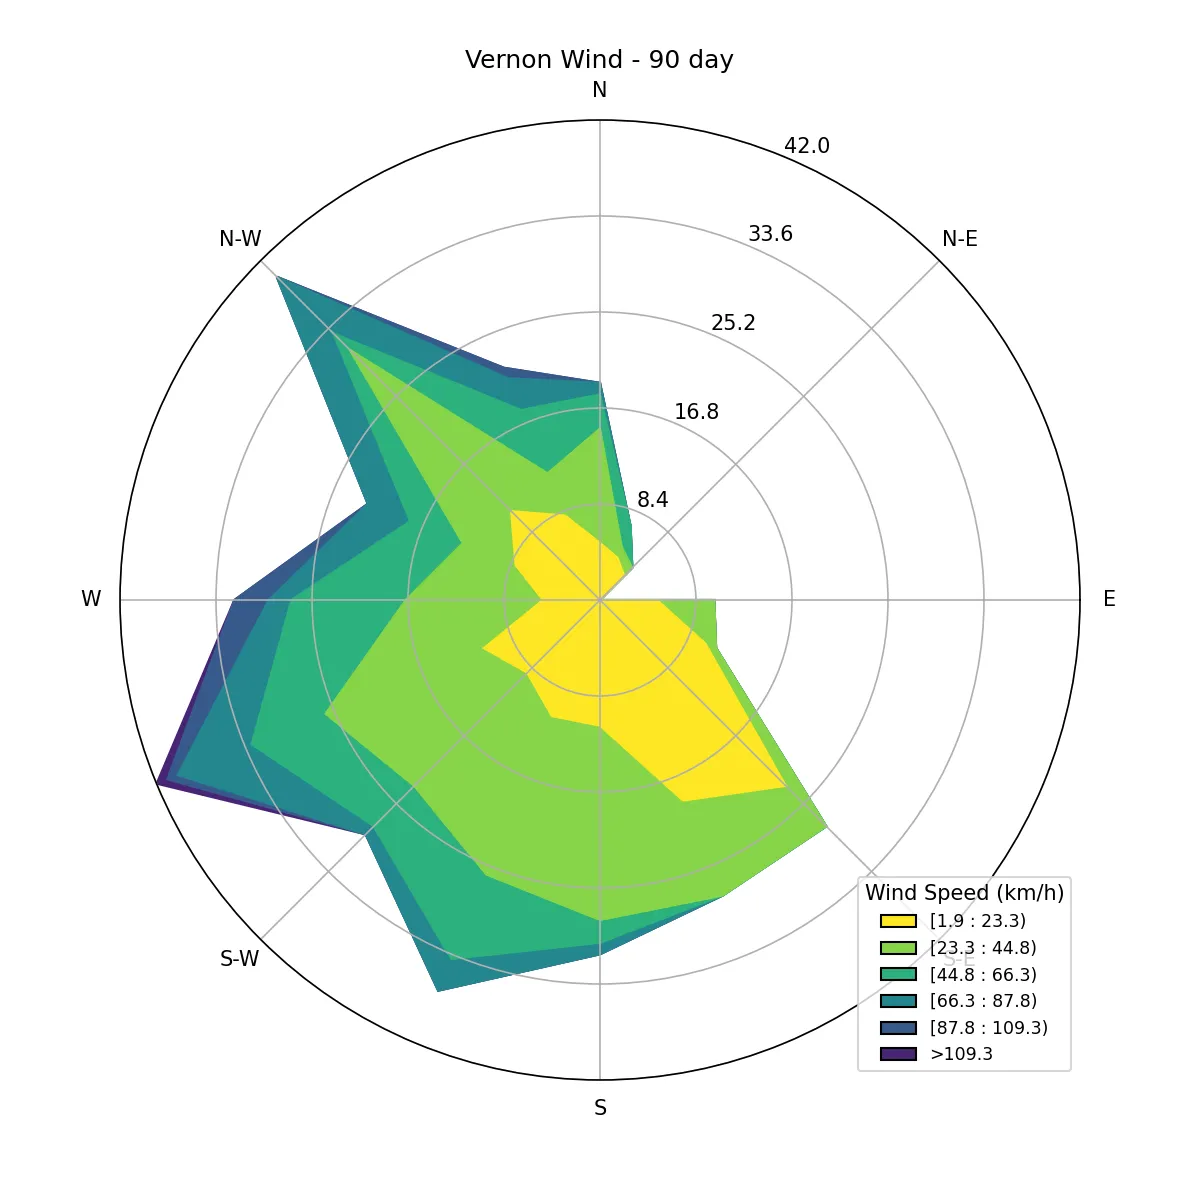 Vernon Wind - 90 day
N
42.0
33.6
N-W
N-E
25.2
16.8
8.4
W
E
Wind Speed (km/h)
[1.9 : 23.3)
[23.3 : 44.8)
S-W
S-E
[44.8 : 66.3)
[66.3 : 87.8)
[87.8 : 109.3)
>109.3
S